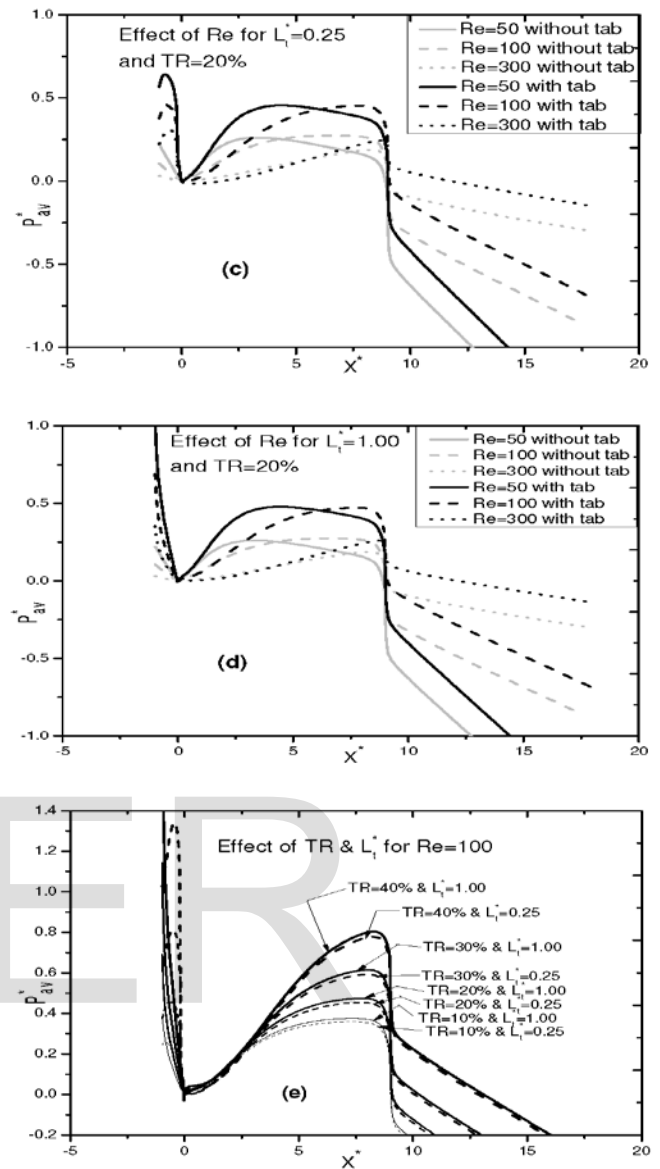 Effect of Re for L*t=0.25
and TR=20%
Re=50 without tab
Re=100 without tab
Re=300 without tab
Re=50 with tab
Re=100 with tab
Re=300 with tab
0.5
0.0
-0.5
-1.0
P*av
(c)
-5
0
5
10
15
20
X*
1.0
Effect of Re for L*t=1.00
and TR=20%
Re=50 without tab
Re=100 without tab
Re=300 without tab
Re=50 with tab
Re=100 with tab
Re=300 with tab
0.5
0.0
-0.5
-1.0
P*av
(d)
-5
0
5
10
15
20
X*
1.4
1.2
1.0
0.8
0.6
0.4
0.2
0.0
-0.2
P*av
Effect of TR & L*t for Re=100
TR=40% & L*t=1.00
TR=40% & L*t=0.25
TR=30% & L*t=1.00
TR=30% & L*t=0.25
TR=20% & L*t=1.00
TR=20% & L*t=0.25
TR=10% & L*t=1.00
TR=10% & L*t=0.25
(e)
-5
0
5
10
15
20
X*
ER